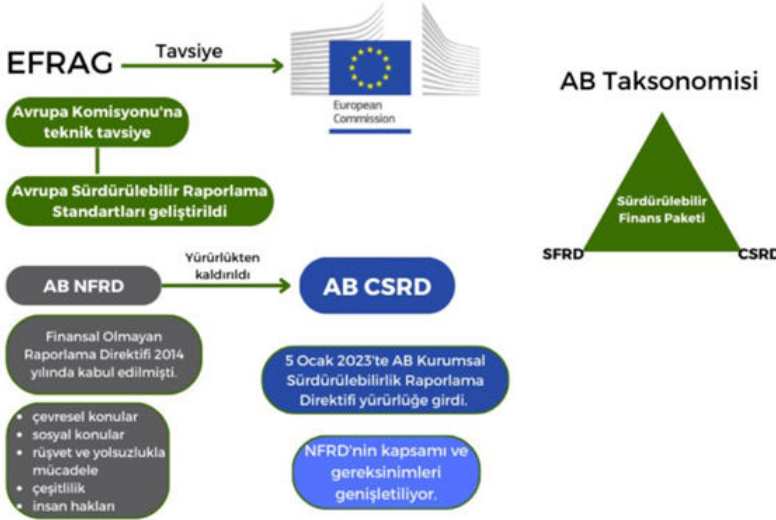 EFRAG
Tavsiye
European
Commission
Avrupa Komisyonu'na
teknik tavsiye
Avrupa Sürdürülebilir Raporlama
Standartları geliştirildi
AB Taksonomisi
Sürdürülebilir
Finans Paketi
SFRD
CSRD
AB NFRD
Yürürlükten
kaldırıldı
AB CSRD
Finansal Olmayan
Raporlama Direktifi 2014
yılında kabul edilmişti.
• çevresel konular
• sosyal konular
• rüşvet ve yolsuzlukla
mücadele
• çeşitlilik
• insan hakları
5 Ocak 2023'te AB Kurumsal
Sürdürülebilirlik Raporlama
Direktifi yürürlüğe girdi.
NFRD'nin kapsamı ve
gereksinimleri
genişletiliyor.